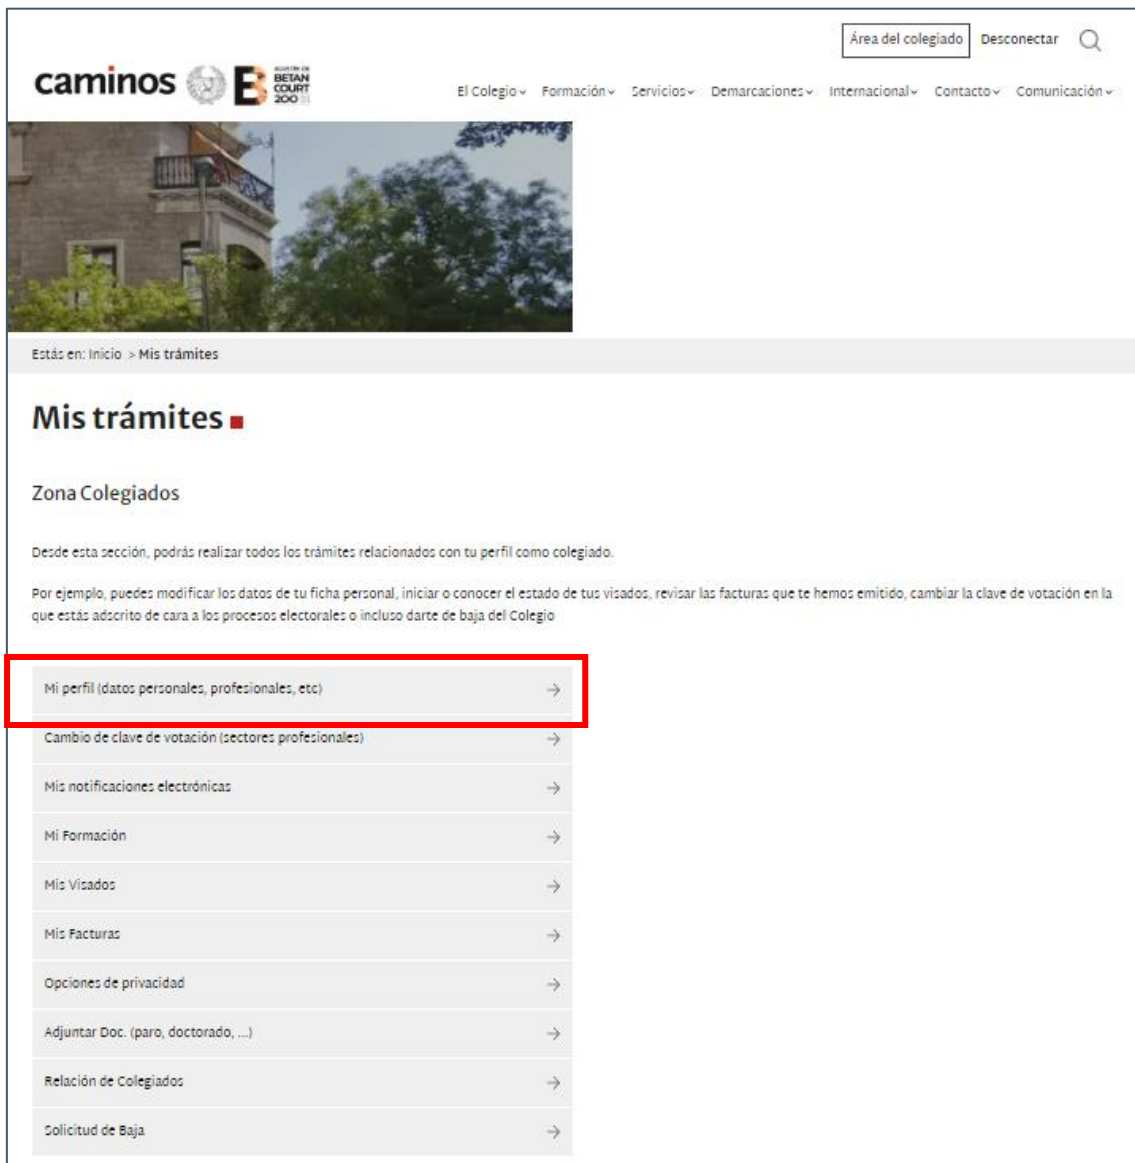 Área del colegiado Desconectar
caminos
AGUSTÍN DE
BETAN
COURT
200
El Colegio Formación Servicios Demarcaciones Internacional Contacto Comunicación
Estás en: Inicio > Mis trámites
Mis trámites
Zona Colegiados
Desde esta sección, podrás realizar todos los trámites relacionados con tu perfil como colegiado.
Por ejemplo, puedes modificar los datos de tu ficha personal, iniciar o conocer el estado de tus visados, revisar las facturas que te hemos emitido, cambiar la clave de votación en la
que estás adscrito de cara a los procesos electorales o incluso darte de baja del Colegio
Mi perfil (datos personales, profesionales, etc)
Cambio de clave de votación (sectores profesionales)
Mis notificaciones electrónicas
Mi Formación
Mis Visados
Mis Facturas
Opciones de privacidad
Adjuntar Doc. (paro, doctorado, ...)
Relación de Colegiados
Solicitud de Baja